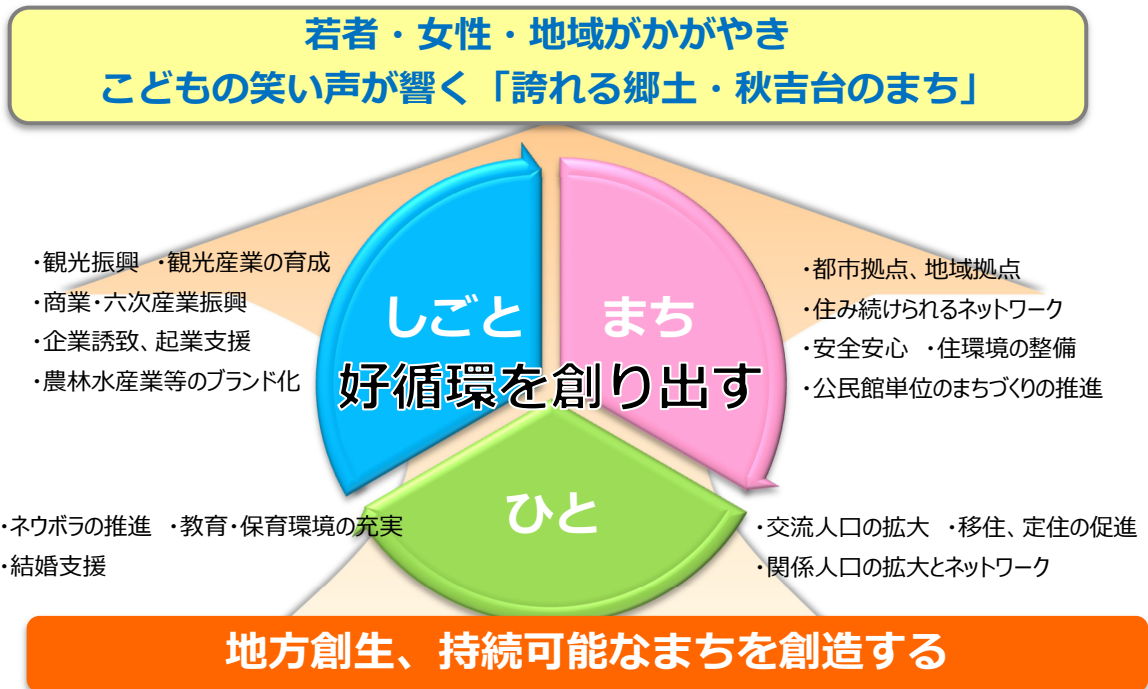 若者・女性・地域がかがやき
こどもの笑い声が響く「誇れる郷土・秋吉台のまち」
・観光振興 ・観光産業の育成
・商業・六次産業振興
・企業誘致、起業支援
・農林水産業等のブランド化
しごと
まち
・都市拠点、地域拠点
・住み続けられるネットワーク
・安全安心 ・住環境の整備
・公民館単位のまちづくりの推進
好循環を創り出す
ひと
・ネウボラの推進 ・教育・保育環境の充実
・結婚支援
・交流人口の拡大 ・移住、定住の促進
・関係人口の拡大とネットワーク
地方創生、持続可能なまちを創造する